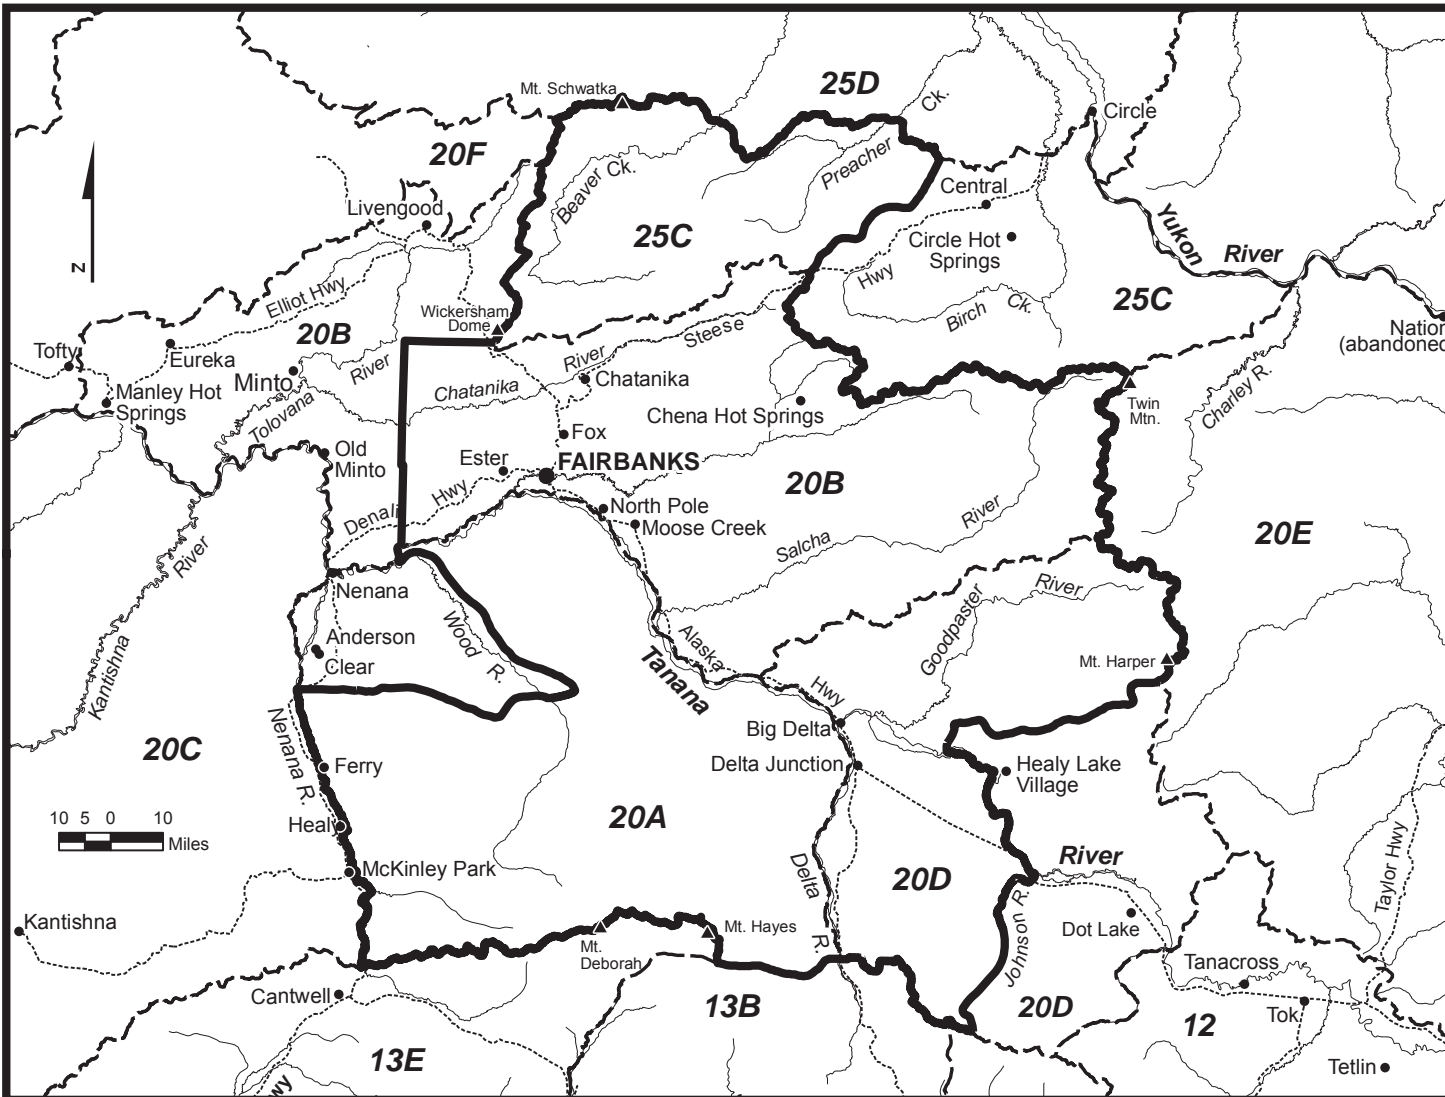 Mt. Schwatka
25D
Ck.
Circle
20F
Beaver Ck.
Preacher
Central
Livengood
25C
Circle Hot
Springs
Yukon
River
N
Elliot Hwy
Hwy
Wickersham
Dome
Birch Ck.
25C
20B
Steese
Nation
(abandoned
Tofty
Eureka
River
River
Minto
Chatanika
Chatanika
Manley Hot
Springs
Tolovana
Chena Hot Springs
Twin
Mtn.
Charley R.
Fox
Old
Minto
Ester
FAIRBANKS
20B
Hwy
North Pole
River
Denali
Moose Creek
20E
Salcha
River
Nenana
River
Goodpaster
Anderson
Wood R.
Alaska
Clear
Tanana
Mt. Harper
Kantishna
Hwy
Nenana R.
Big Delta
20C
Ferry
Delta Junction
Healy Lake
Village
10 5 0 10
Miles
Healy
20A
River
Taylor Hwy
McKinley Park
Delta R.
20D
Johnson R.
Kantishna
Mt.
Deborah
Mt. Hayes
Dot Lake
Tanacross
Cantwell
13B
20D
12
Tok
13E
Tetlin
wy